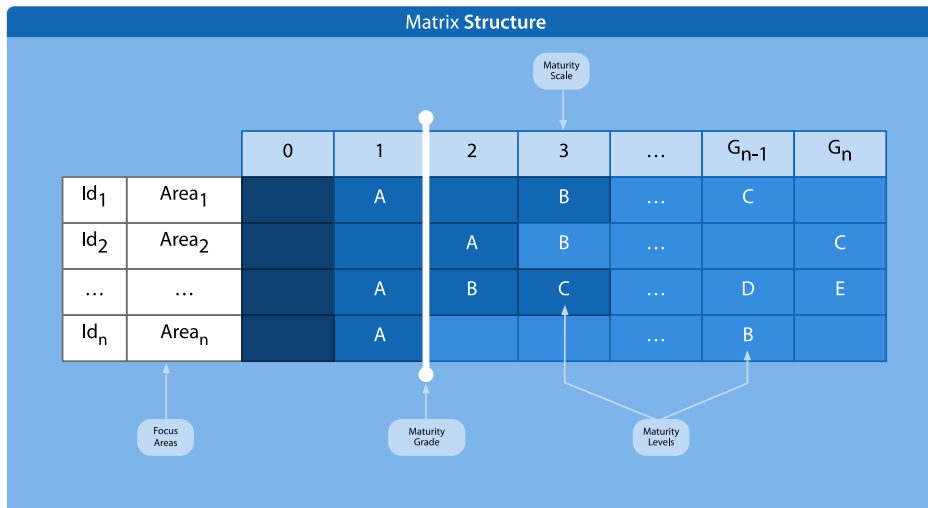 Matrix Structure
Maturity
Scale
0 1 2 3 ... Gn-1 Gn
Id1 Area1 A B ... C
Id2 Area2 A B ... C
... ... A B C ... D E
Idn Arean A ... B
Focus
Areas
Maturity
Grade
Maturity
Levels